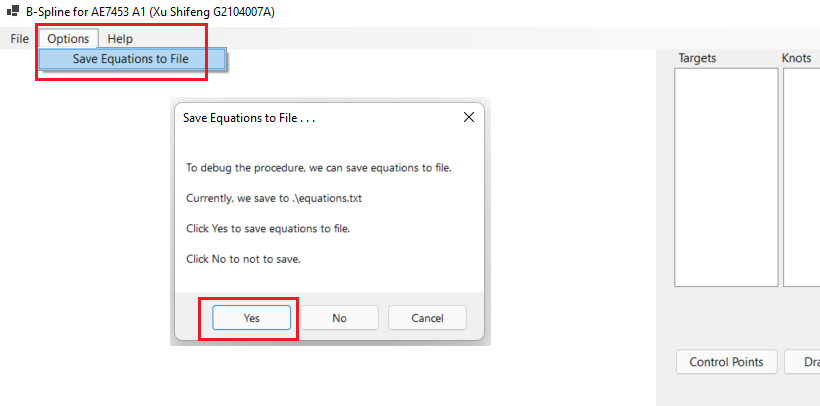 B-Spline for AE7453 A1 (Xu Shifeng G2104007A)
File Options Help
Save Equations to File
Targets Knots
Save Equations to File . . .
To debug the procedure, we can save equations to file.
Currently, we save to .\equations.txt
Click Yes to save equations to file.
Click No to not to save.
Yes No Cancel
Control Points Dra